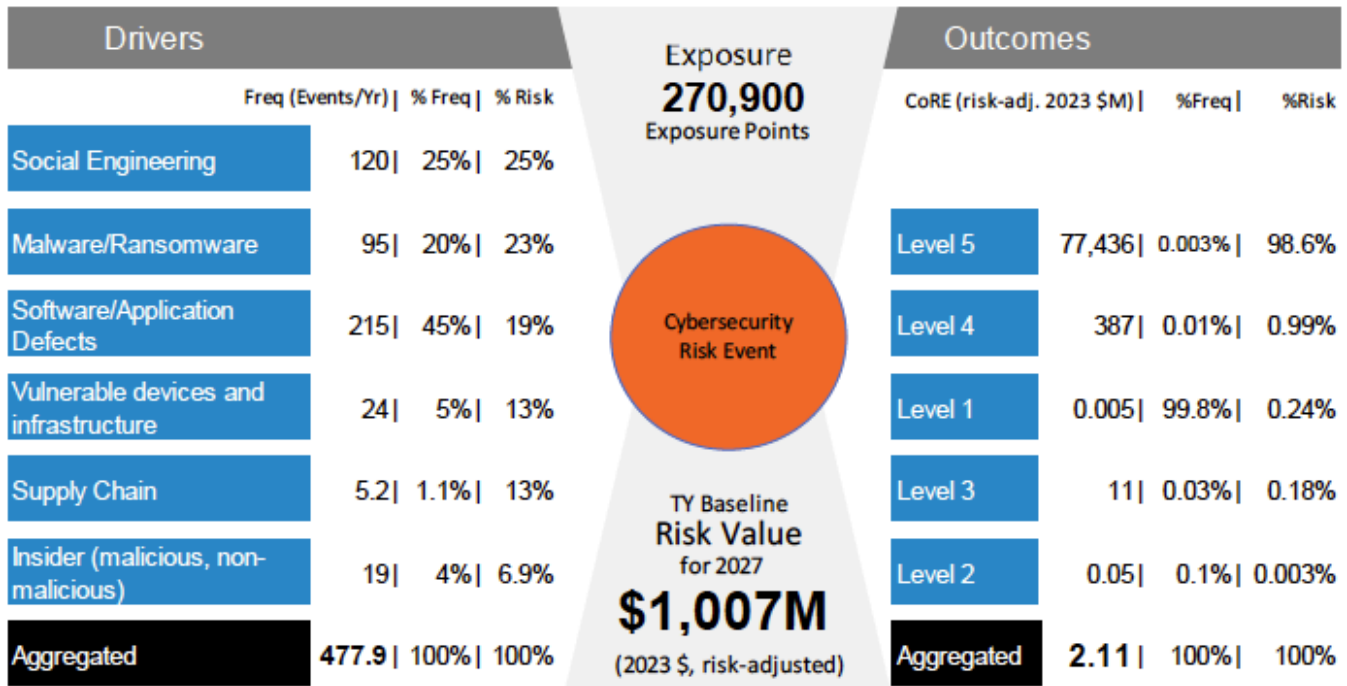 Drivers
Freq (Events/Yr)| % Freq| % Risk
Social Engineering 120| 25%| 25%
Malware/Ransomware 95| 20%| 23%
Software/Application
Defects 215| 45%| 19%
Vulnerable devices and
infrastructure 24| 5%| 13%
Supply Chain 5.2| 1.1%| 13%
Insider (malicious, non-
malicious) 19| 4%| 6.9%
Aggregated 477.9| 100%| 100%
Exposure
270,900
Exposure Points
Cybersecurity
Risk Event
TY Baseline
Risk Value
for 2027
$1,007M
(2023 $, risk-adjusted)
Outcomes
CoRE (risk-adj. 2023 $M)| %Freq| %Risk
Level 5 77,436| 0.003%| 98.6%
Level 4 387| 0.01%| 0.99%
Level 1 0.005| 99.8%| 0.24%
Level 3 11| 0.03%| 0.18%
Level 2 0.05| 0.1%| 0.003%
Aggregated 2.11| 100%| 100%